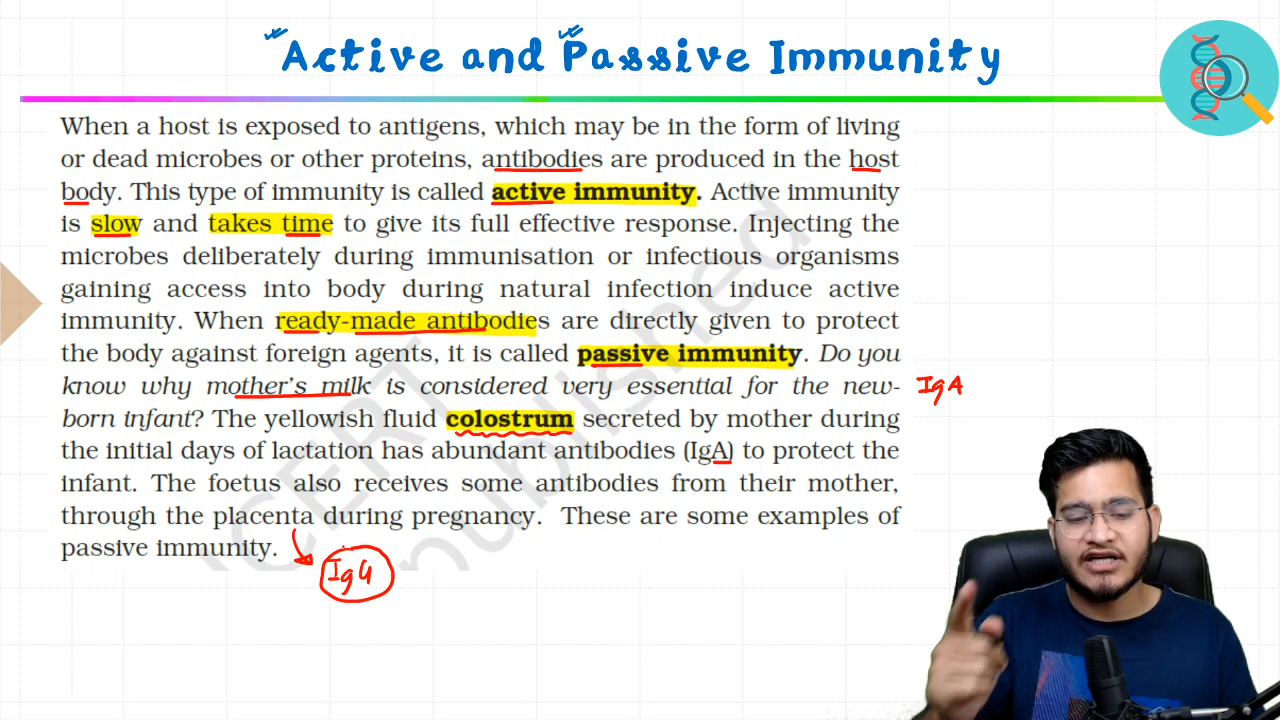 Active and Passive Immunity
When a host is exposed to antigens, which may be in the form of living
or dead microbes or other proteins, antibodies are produced in the host
body. This type of immunity is called active immunity. Active immunity
is slow and takes time to give its full effective response. Injecting the
microbes deliberately during immunisation or infectious organisms
gaining access into body during natural infection induce active
immunity. When ready-made antibodies are directly given to protect
the body against foreign agents, it is called passive immunity. Do you
know why mother's milk is considered very essential for the new-
IgA
born infant? The yellowish fluid colostrum secreted by mother during
the initial days of lactation has abundant antibodies (IgA) to protect the
infant. The foetus also receives some antibodies from their mother,
through the placenta during pregnancy. These are some examples of
passive immunity.
IgG